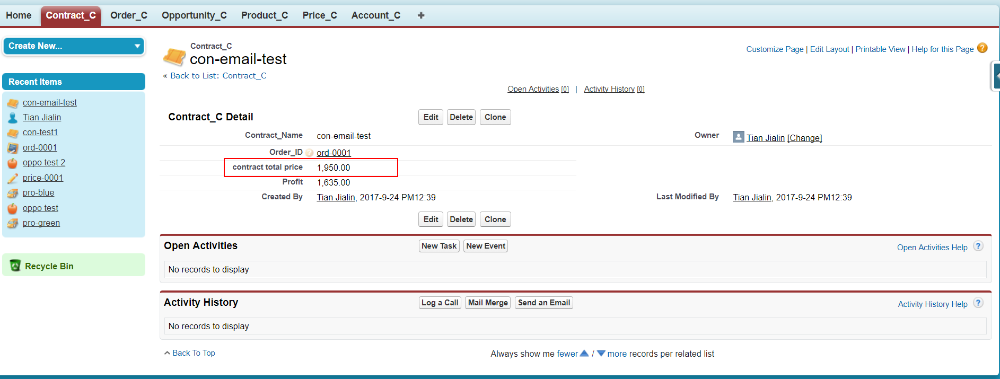 Home Contract_C Order_C Opportunity_C Product_C Price_C Account_C
Create New...
Recent Items
con-email-test
Tian Jialin
con-test1
ord-0001
oppo test 2
price-0001
pro-blue
oppo test
pro-green
Recycle Bin
Contract_C
con-email-test
« Back to List: Contract_C
Customize Page | Edit Layout | Printable View | Help for this Page ?
Open Activities [0] | Activity History [0]
Contract_C Detail Edit Delete Clone
Contract_Name con-email-test Owner Tian Jialin [Change]
Order_ID ? ord-0001
contract total price 1,950.00
Profit 1,635.00
Created By Tian Jialin, 2017-9-24 PM12:39 Last Modified By Tian Jialin, 2017-9-24 PM12:39
Edit Delete Clone
Open Activities New Task New Event Open Activities Help ?
No records to display
Activity History Log a Call Mail Merge Send an Email Activity History Help ?
No records to display
Back To Top Always show me fewer / more records per related list